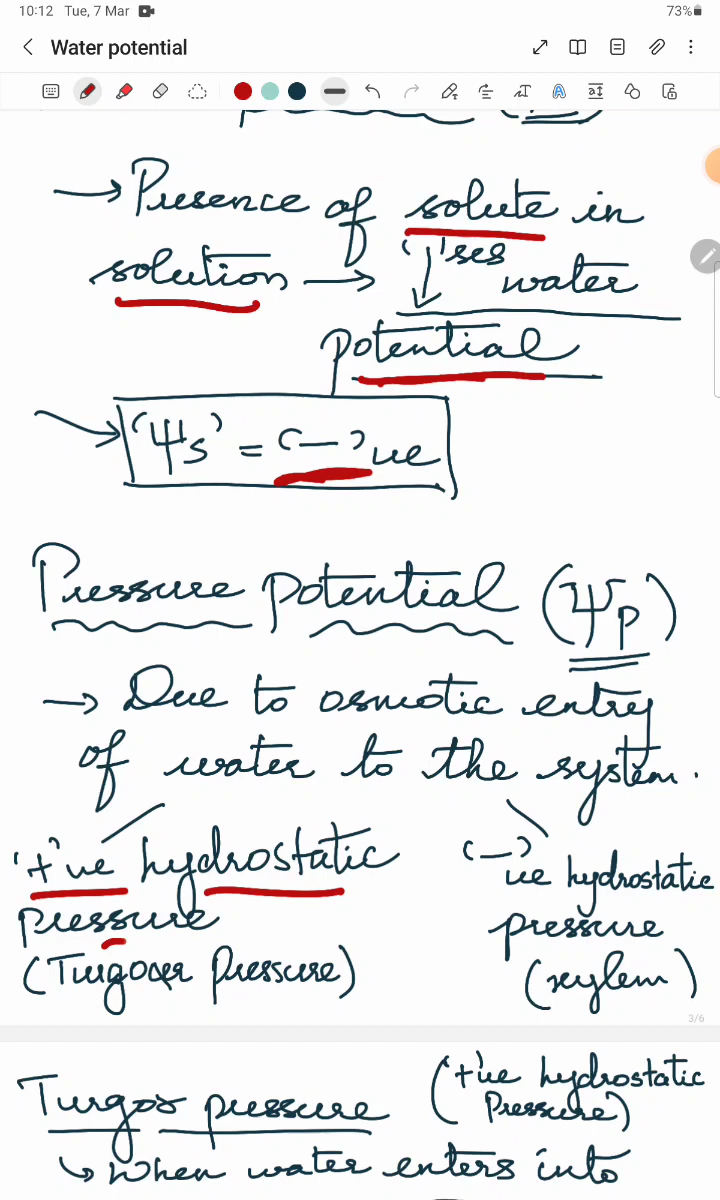 10:12 Tue, 7 Mar 73%
Water potential
→ Presence of solute in
solution → (↓)'ses water
potential
→ (Ψs) = (-)ve
Pressure potential (Ψp)
→ Due to osmotic entry
of water to the system.
'+'ve hydrostatic
pressure
(Turgoer Pressure)
(-)ve hydrostatic
pressure
(xylem)
3/6
Turgor pressure ('+'ve hydrostatic
Pressure)
↳ When water enters into